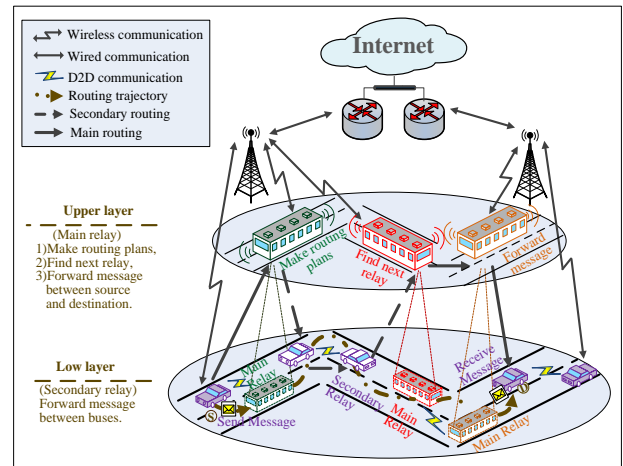 Wireless communication
Wired communication
D2D communication
Routing trajectory
Secondary routing
Main routing
Internet
Upper layer
(Main relay)
1)Make routing plans,
2)Find next relay,
3)Forward message
between source
and destination.
Make routing
plans
Find next
relay
Forward
message
Low layer
(Secondary relay)
Forward message
between buses.
Main
Relay
Secondary
Relay
Main
Relay
Receive
Message
S
Send Message
Main Relay